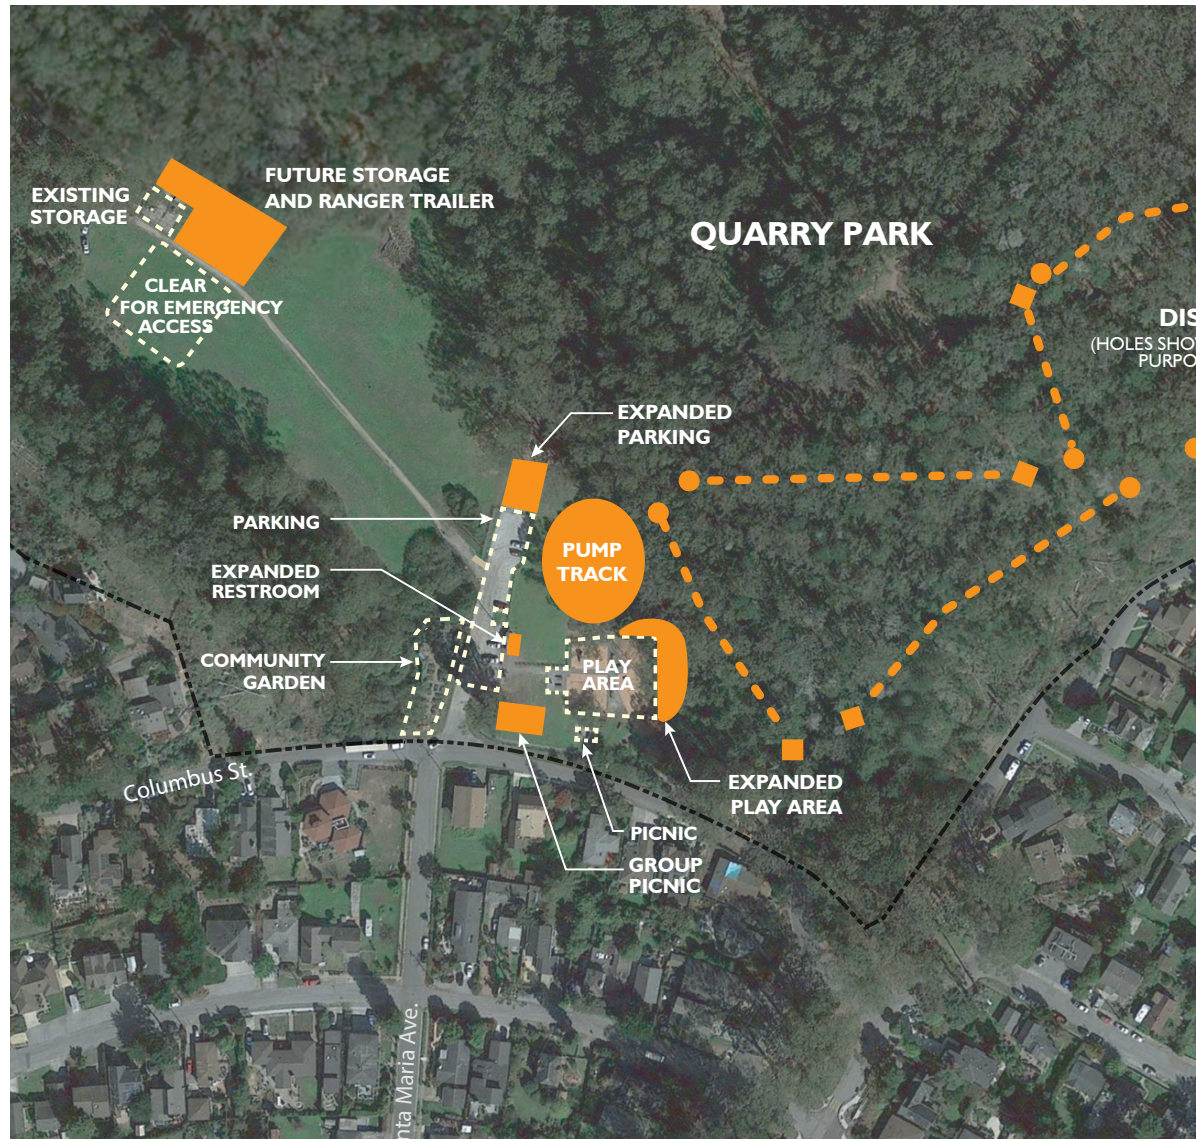 EXISTING
STORAGE
FUTURE STORAGE
AND RANGER TRAILER
QUARRY PARK
CLEAR
FOR EMERGENCY
ACCESS
DIS
(HOLES SHO
PURPO
EXPANDED
PARKING
PARKING
PUMP
TRACK
EXPANDED
RESTROOM
COMMUNITY
GARDEN
PLAY
AREA
EXPANDED
PLAY AREA
Columbus St.
PICNIC
GROUP
PICNIC
nta Maria Ave.